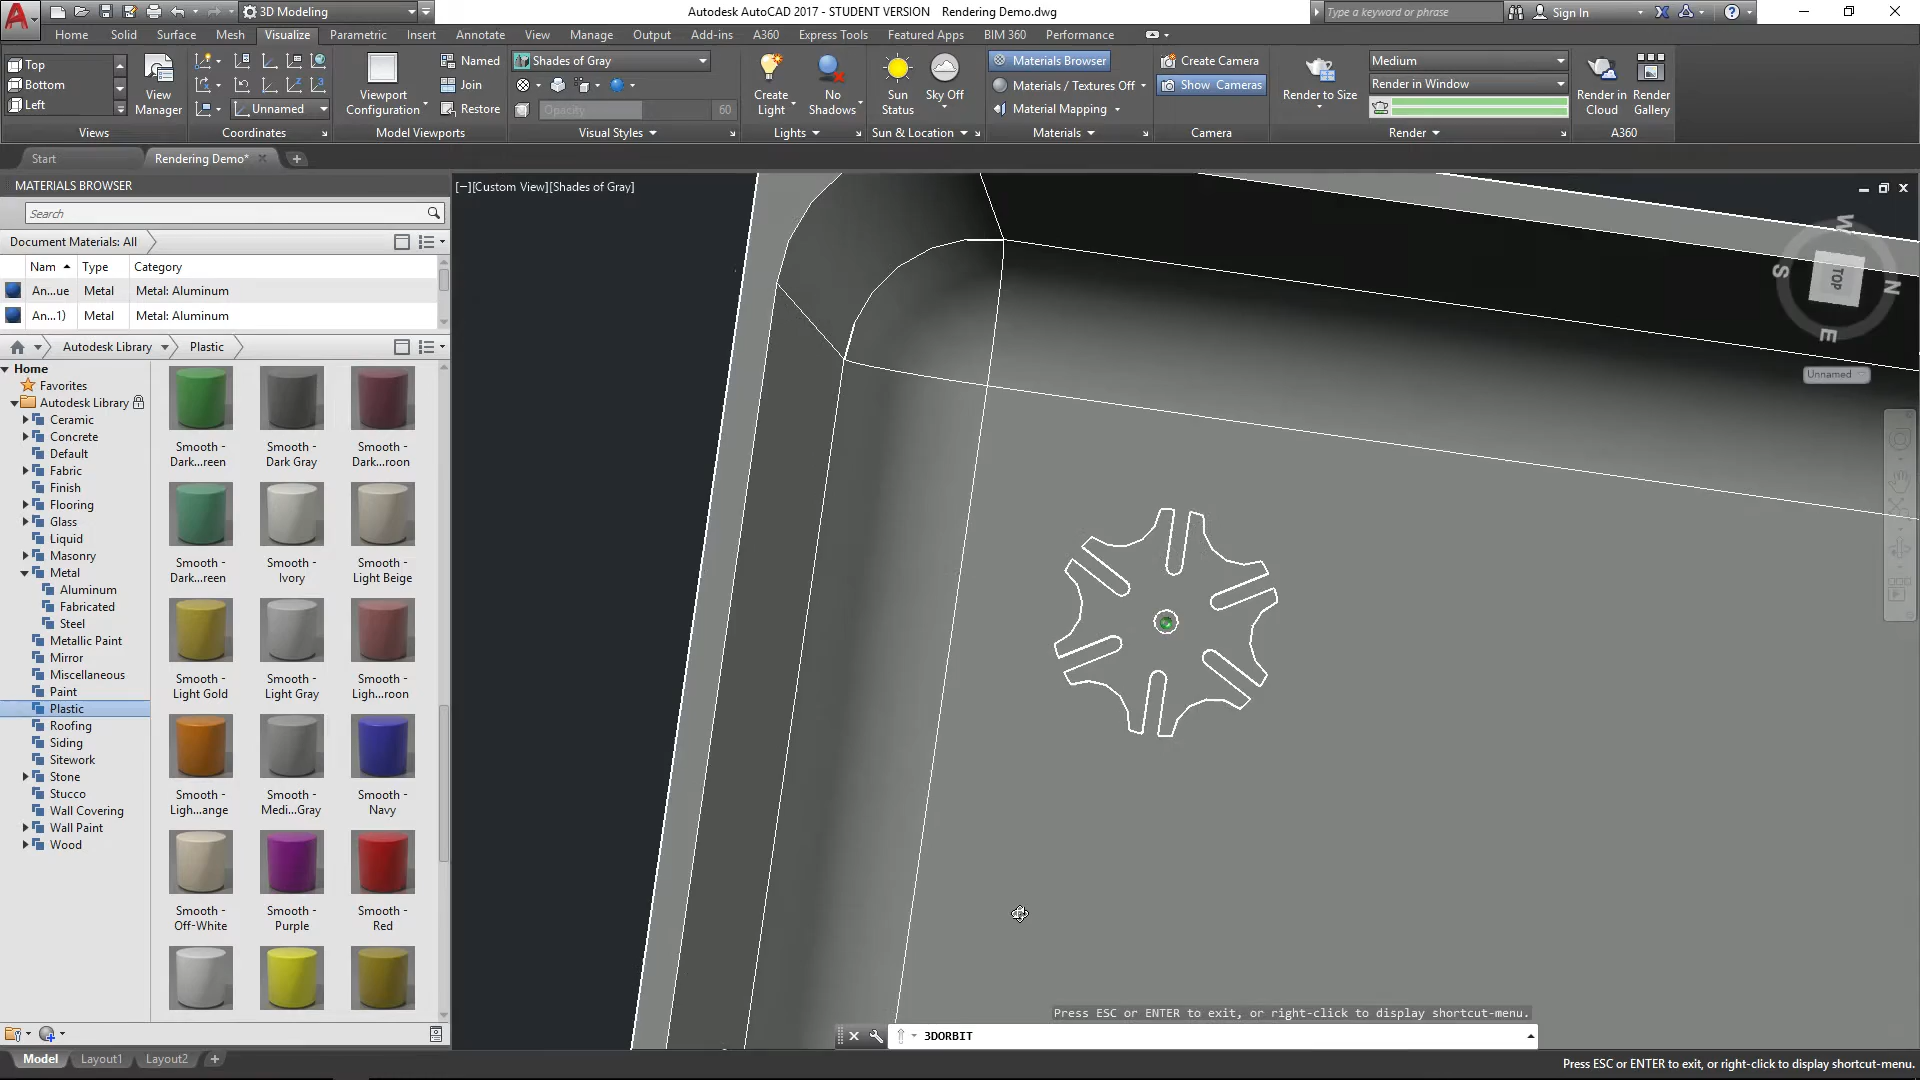 3D Modeling
Autodesk AutoCAD 2017 - STUDENT VERSION Rendering Demo.dwg
Type a keyword or phrase
Sign In
Home Solid Surface Mesh Visualize Parametric Insert Annotate View Manage Output Add-ins A360 Express Tools Featured Apps BIM 360 Performance
Top
Bottom
Left
View
Manager
Views
Unnamed
Coordinates
Viewport
Configuration
Named
Join
Restore
Model Viewports
Shades of Gray
Opacity 60
Visual Styles
Create
Light
No
Shadows
Lights
Sun
Status
Sky Off
Sun & Location
Materials Browser
Materials / Textures Off
Material Mapping
Materials
Create Camera
Show Cameras
Camera
Render to Size
Medium
Render in Window
Render
Render in
Cloud
Render
Gallery
A360
Start
Rendering Demo*
MATERIALS BROWSER
Search
Document Materials: All
Nam Type Category
An...ue Metal Metal: Aluminum
An...1) Metal Metal: Aluminum
Autodesk Library Plastic
Home
Favorites
Autodesk Library
Ceramic
Concrete
Default
Fabric
Finish
Flooring
Glass
Liquid
Masonry
Metal
Aluminum
Fabricated
Steel
Metallic Paint
Mirror
Miscellaneous
Paint
Plastic
Roofing
Siding
Sitework
Stone
Stucco
Wall Covering
Wall Paint
Wood
Smooth -
Dark...reen
Smooth -
Dark Gray
Smooth -
Dark...roon
Smooth -
Dark...reen
Smooth -
Ivory
Smooth -
Light Beige
Smooth -
Light Gold
Smooth -
Light Gray
Smooth -
Ligh...roon
Smooth -
Ligh...ange
Smooth -
Medi...Gray
Smooth -
Navy
Smooth -
Off-White
Smooth -
Purple
Smooth -
Red
[−][Custom View][Shades of Gray]
W
S
TOP
N
E
Unnamed
Press ESC or ENTER to exit, or right-click to display shortcut-menu.
3DORBIT
Model Layout1 Layout2
Press ESC or ENTER to exit, or right-click to display shortcut-menu.